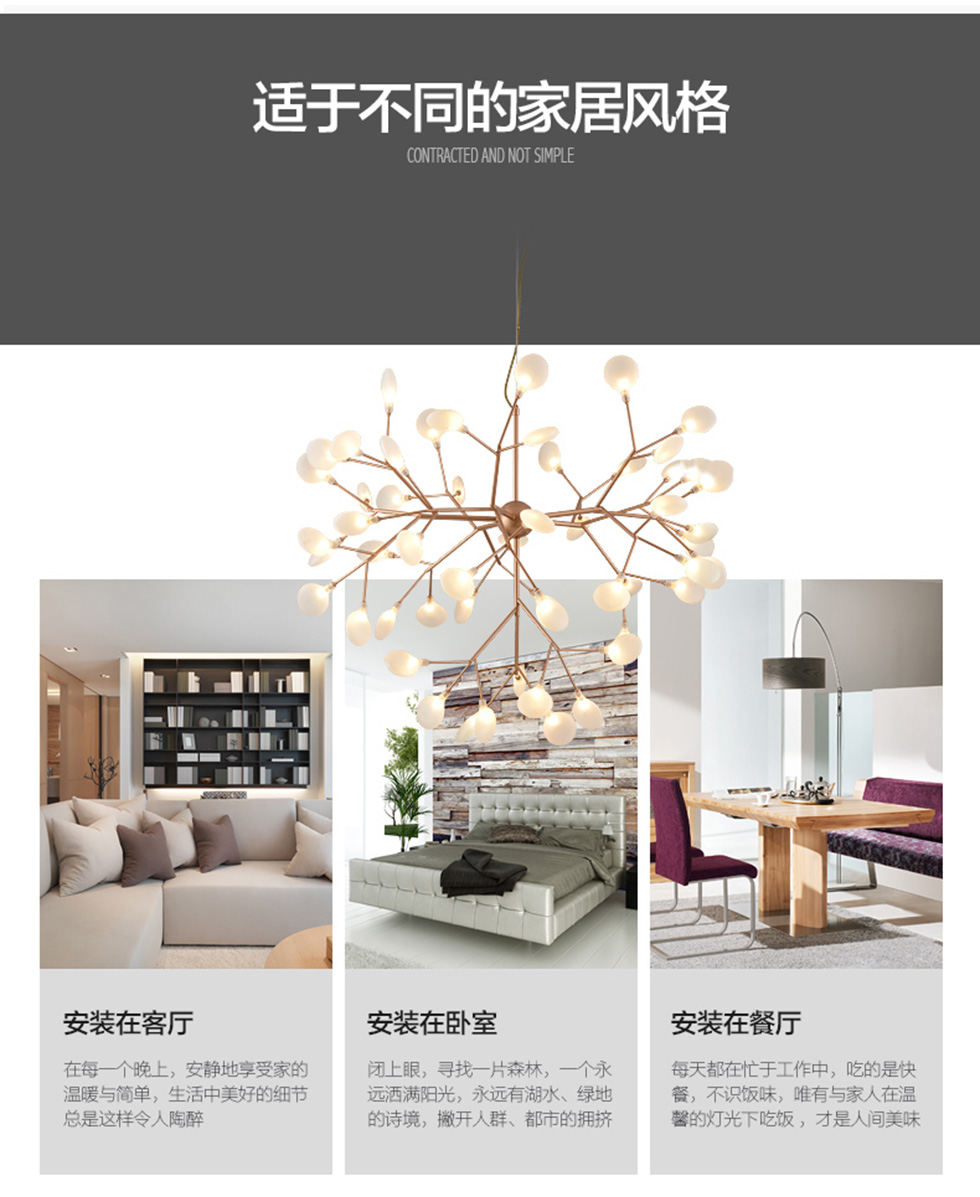 适于不同的家居风格
CONTRACTED AND NOT SIMPLE
安装在客厅
在每一个晚上，安静地享受家的
温暖与简单，生活中美好的细节
总是这样令人陶醉
安装在卧室
闭上眼，寻找一片森林，一个永
远洒满阳光，永远有湖水、绿地
的诗境，撇开人群、都市的拥挤
安装在餐厅
每天都在忙于工作中，吃的是快
餐，不识饭味，唯有与家人在温
馨的灯光下吃饭 ，才是人间美味